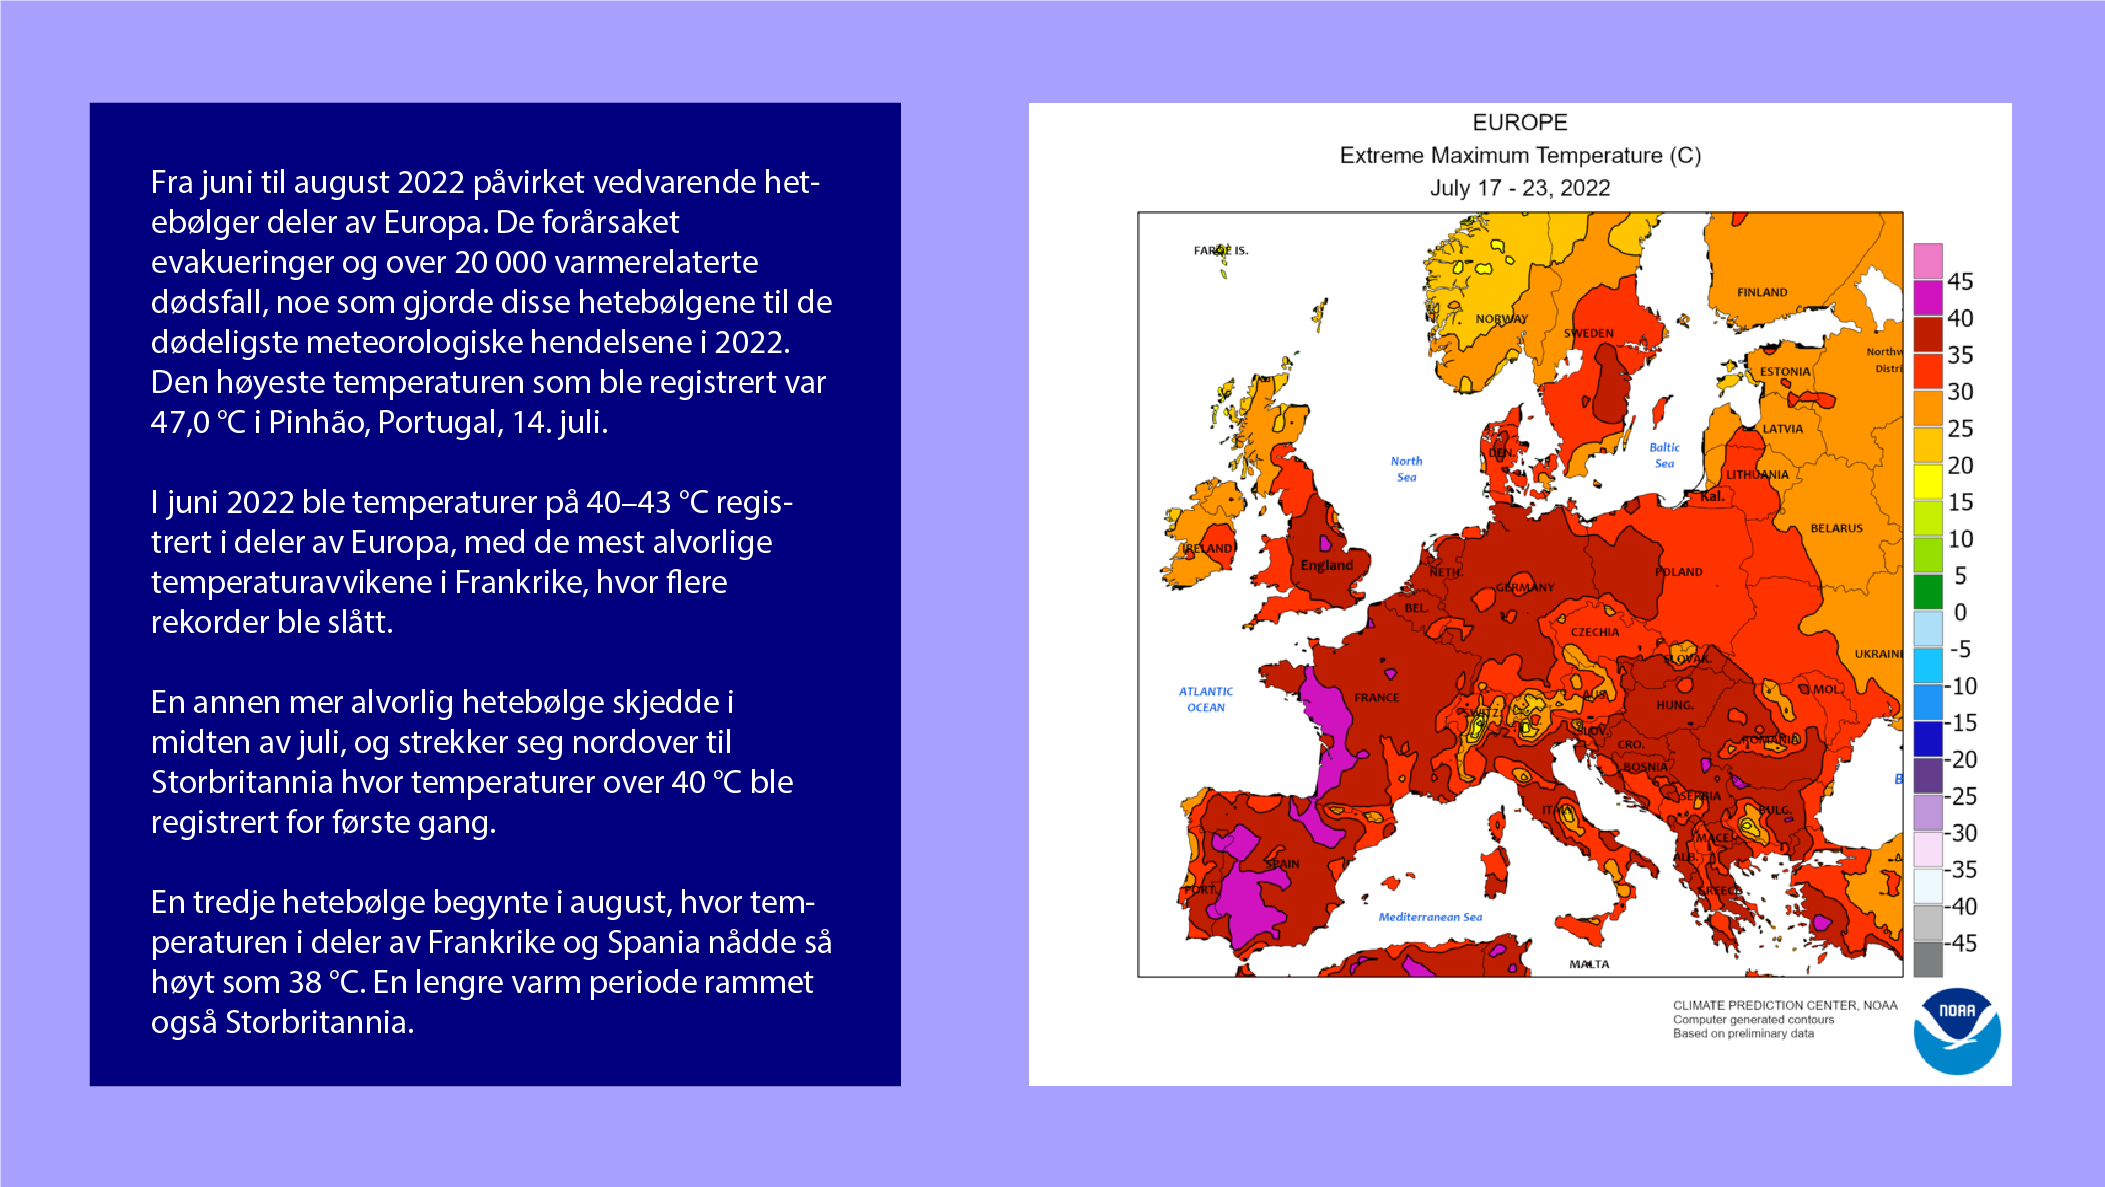 Fra juni til august 2022 påvirket vedvarende het-
ebølger deler av Europa. De forårsaket
evakueringer og over 20 000 varmerelaterte
dødsfall, noe som gjorde disse hetebølgene til de
dødeligste meteorologiske hendelsene i 2022.
Den høyeste temperaturen som ble registrert var
47,0 °C i Pinhão, Portugal, 14. juli.
I juni 2022 ble temperaturer på 40–43 °C regis-
trert i deler av Europa, med de mest alvorlige
temperaturavvikene i Frankrike, hvor flere
rekorder ble slått.
En annen mer alvorlig hetebølge skjedde i
midten av juli, og strekker seg nordover til
Storbritannia hvor temperaturer over 40 °C ble
registrert for første gang.
En tredje hetebølge begynte i august, hvor tem-
peraturen i deler av Frankrike og Spania nådde så
høyt som 38 °C. En lengre varm periode rammet
også Storbritannia.
EUROPE
Extreme Maximum Temperature (C)
July 17 - 23, 2022
FAROE IS.
FINLAND
NORWAY
SWEDEN
Northw
Distri
ESTONIA
LATVIA
Baltic
Sea
North
Sea
DEN.
LITHUANIA
Kal.
BELARUS
IRELAND
England
NETH.
GERMANY
POLAND
BEL.
CZECHIA
SLOVAK.
UKRAINI
ATLANTIC
OCEAN
FRANCE
SWITZ.
AUS.
HUNG.
MOL.
SLOV.
CRO.
ROMANIA
BOSNIA
SERBIA
B
ITALY
BULG.
MACE.
ALB.
SPAIN
PORT.
GREECE
A
Mediterranean Sea
MALTA
45
40
35
30
25
20
15
10
5
0
-5
-10
-15
-20
-25
-30
-35
-40
-45
CLIMATE PREDICTION CENTER, NOAA
Computer generated contours
Based on preliminary data
NOAA